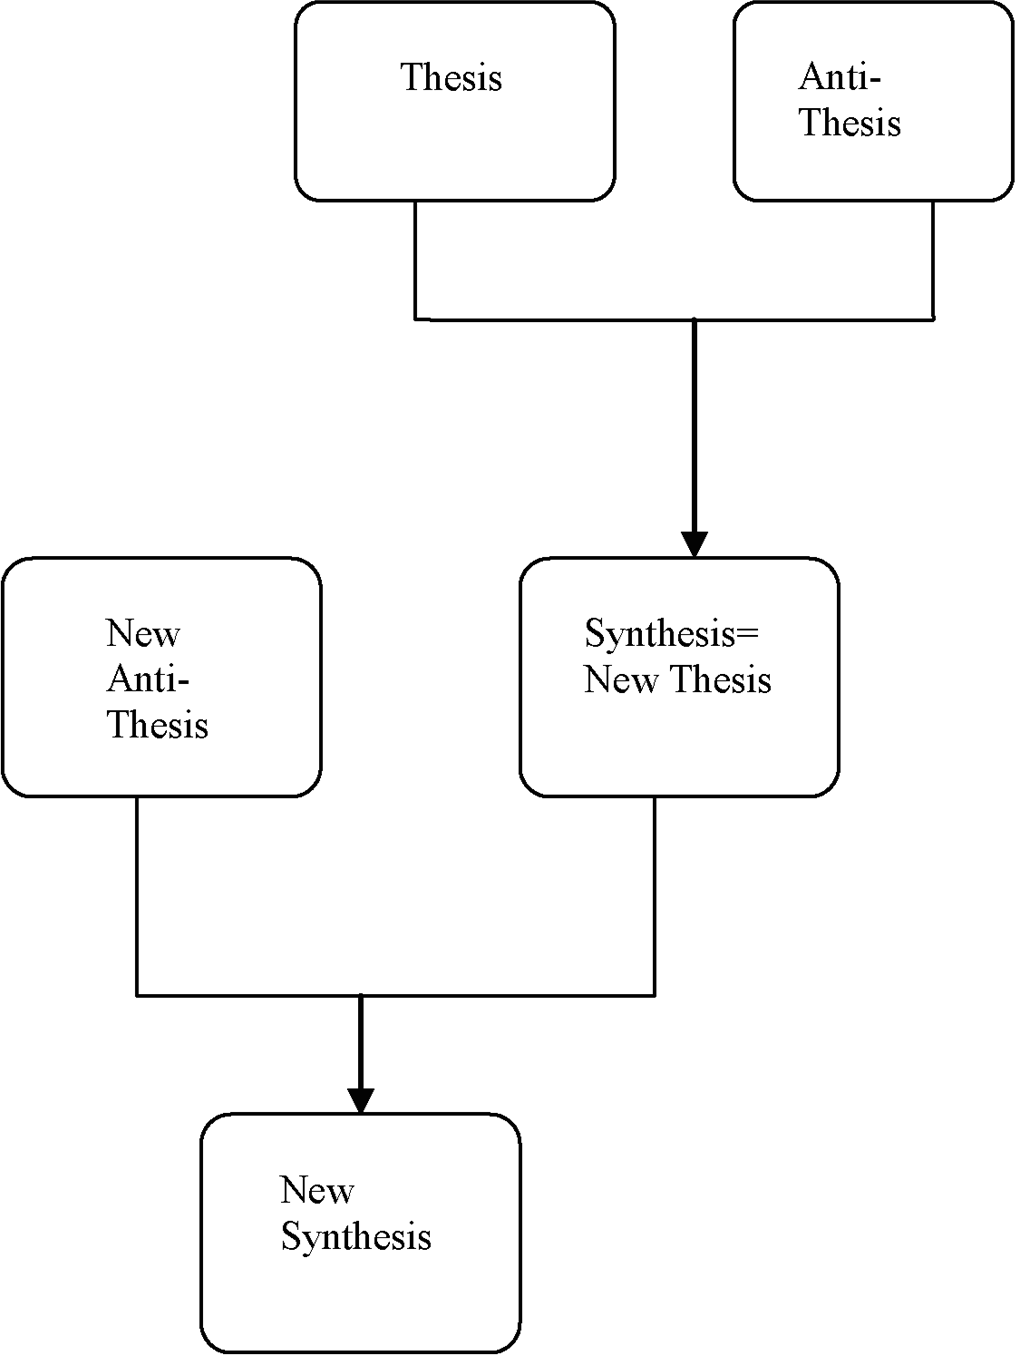 Thesis
Anti-
Thesis
New
Anti-
Thesis
Synthesis=
New Thesis
New
Synthesis